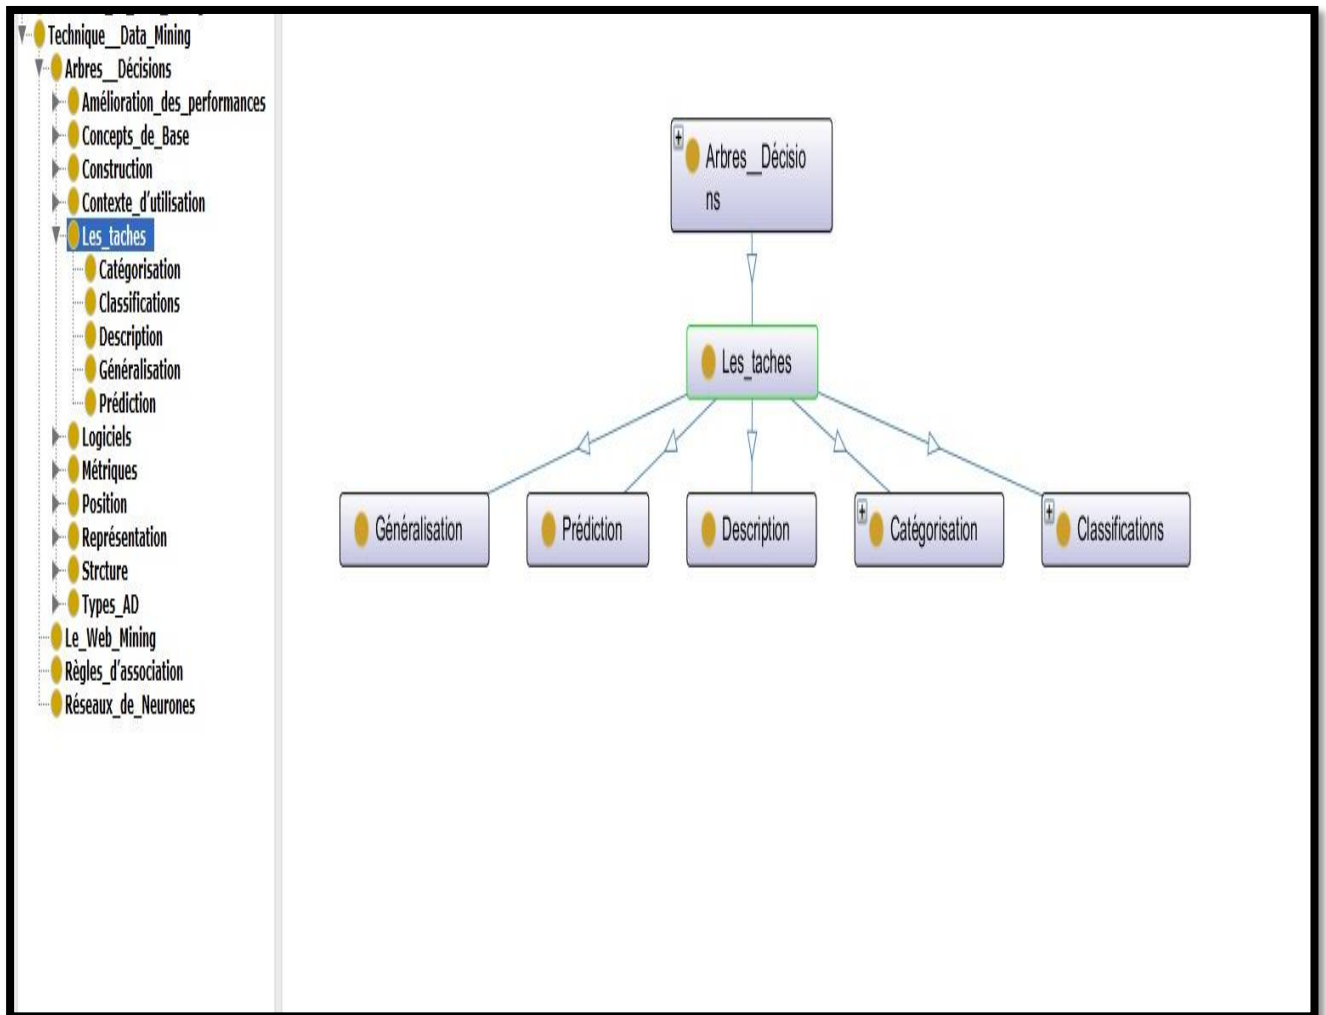 Technique__Data_Mining
Arbres__Décisions
Amélioration_des_performances
Concepts_de_Base
Construction
Contexte_d'utilisation
Les_taches
Catégorisation
Classifications
Description
Généralisation
Prédiction
Logiciels
Métriques
Position
Représentation
Strcture
Types_AD
Le_Web_Mining
Règles_d'association
Réseaux_de_Neurones
Arbres__Décisio
ns
Les_taches
Généralisation
Prédiction
Description
Catégorisation
Classifications